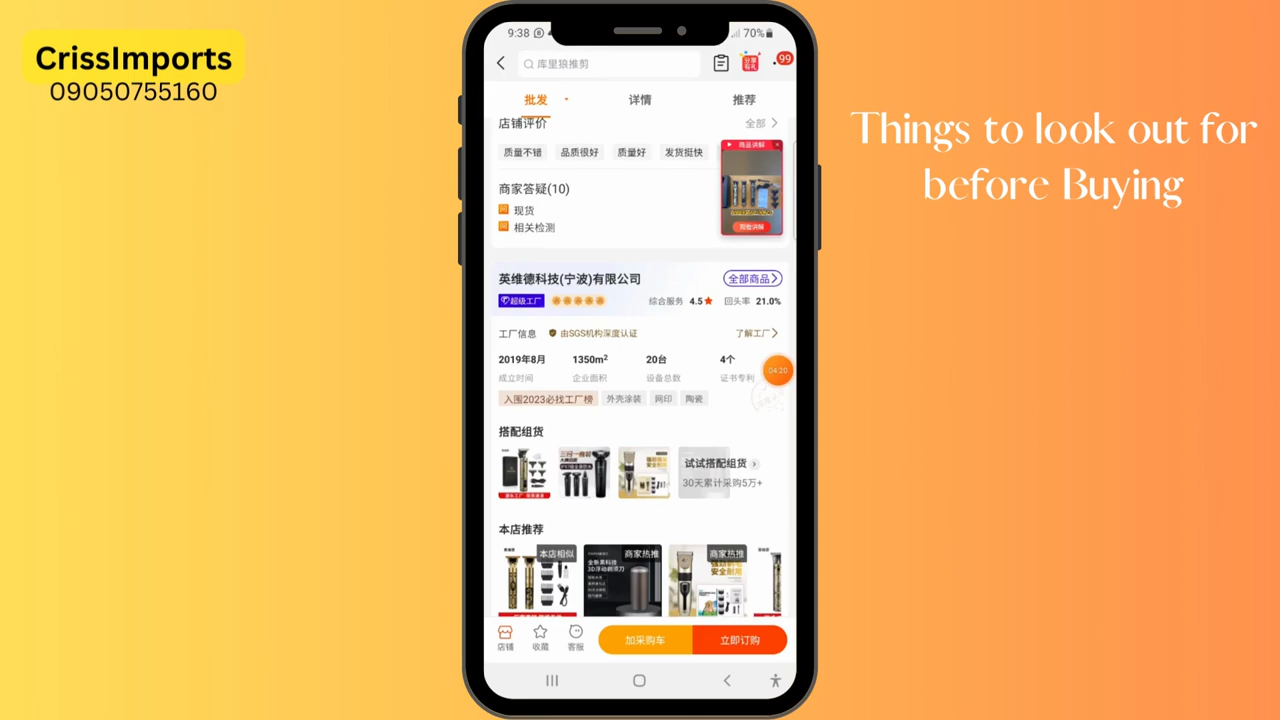 CrissImports
09050755160
Things to look out for
before Buying
9:38
70%
库里狼推剪
99
批发
详情
推荐
店铺评价
全部
质量不错
品质很好
质量好
发货挺快
商品讲解
商家答疑(10)
问 现货
问 相关检测
英维德科技(宁波)有限公司
全部商品
超级工厂
综合服务 4.5
回头率 21.0%
工厂信息
由SGS机构深度认证
了解工厂
2019年8月
1350m²
20台
4个
成立时间
企业面积
设备总数
证书专利
04:20
入围2023必找工厂榜
外壳涂装
网印
陶瓷
搭配组货
试试搭配组货
30天累计采购5万+
本店推荐
本店相似
商家热推
商家热推
店铺
收藏
客服
加采购车
立即订购